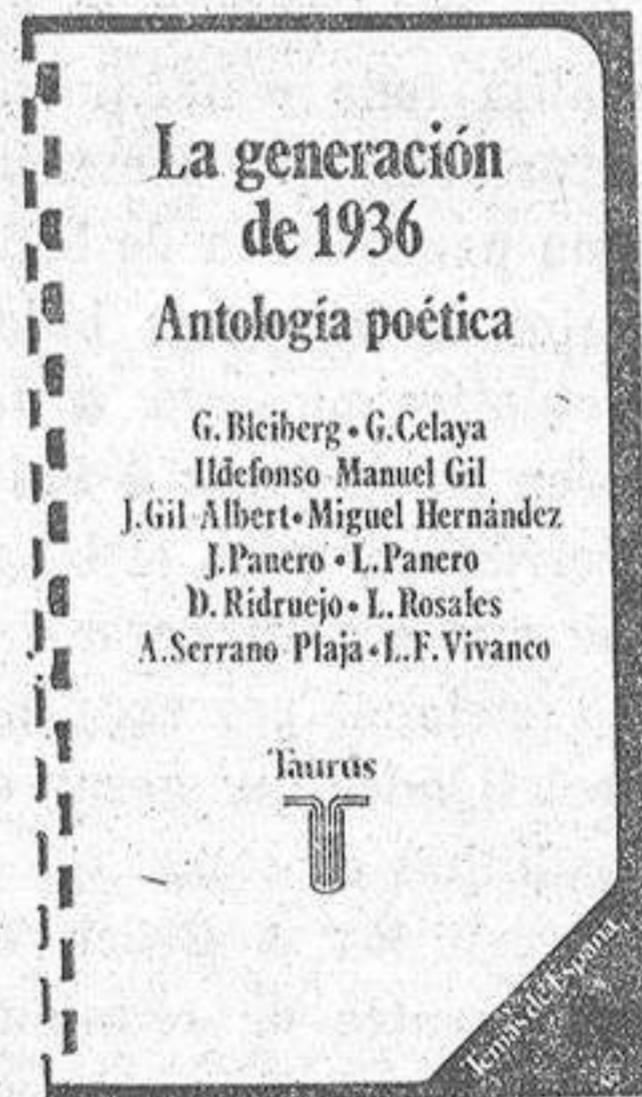 La generación
de 1936
Antología poética
G. Bleiberg • G. Celaya
Ildefonso Manuel Gil
J. Gil-Albert • Miguel Hernández
J. Panero • L. Panero
D. Ridruejo • L. Rosales
A. Serrano Plaja • L. F. Vivanco
Taurus
Temas de España